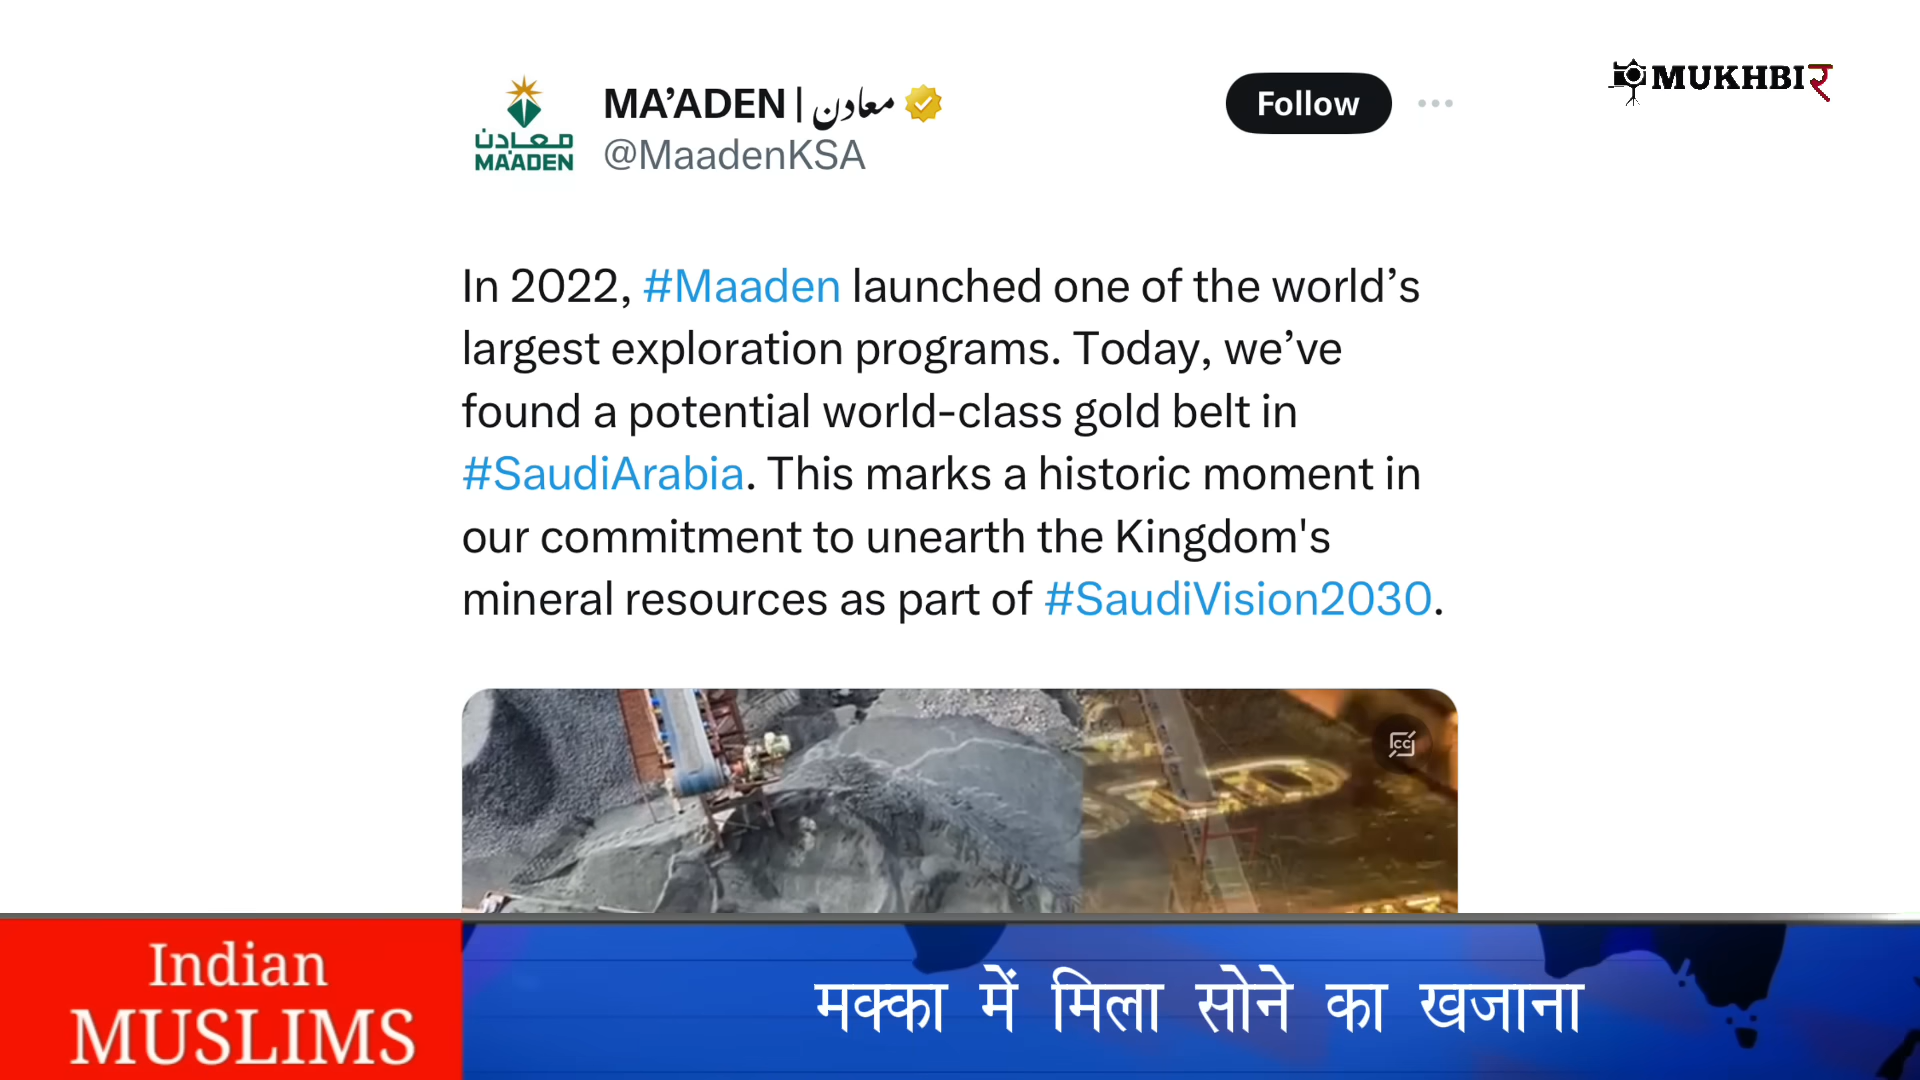 معادن
MAADEN
MA’ADEN | معادن
@MaadenKSA
Follow
MUKHBIर
In 2022, #Maaden launched one of the world’s
largest exploration programs. Today, we’ve
found a potential world-class gold belt in
#SaudiArabia. This marks a historic moment in
our commitment to unearth the Kingdom's
mineral resources as part of #SaudiVision2030.
CC
Indian
MUSLIMS
मक्का में मिला सोने का खजाना